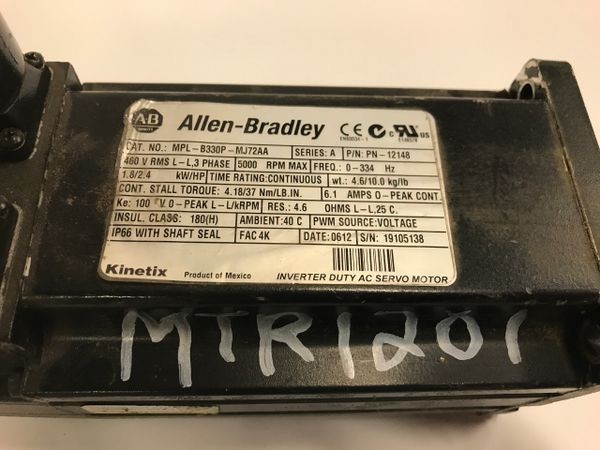 AB
Allen-Bradley CE C UR US
CAT. NO.: MPL-B330P-MJ72AA SERIES: A P/N: PN-12148
460 V RMS L-L,3 PHASE 5000 RPM MAX FREQ.: 0-334 Hz
1.8/2.4 kW/HP TIME RATING:CONTINUOUS wt.: 4.6/10.0 kg/lb
CONT. STALL TORQUE: 4.18/37 Nm/LB.IN. 6.1 AMPS 0-PEAK CONT.
Ke: 100 V 0-PEAK L-L/kRPM RES.: 4.6 OHMS L-L,25 C.
INSUL. CLASS: 180(H) AMBIENT:40 C PWM SOURCE:VOLTAGE
IP66 WITH SHAFT SEAL FAC 4K DATE:0612 S/N: 19105138
Kinetix Product of Mexico INVERTER DUTY AC SERVO MOTOR
MTR1201